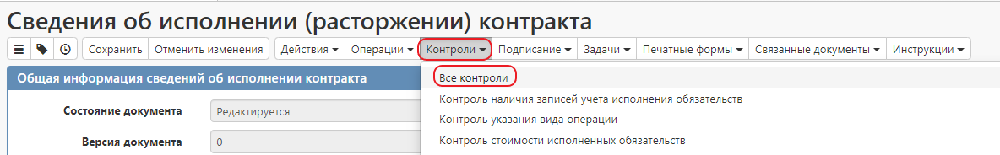 Сведения об исполнении (расторжении) контракта
Сохранить Отменить изменения Действия Операции Контроли Подписание Задачи Печатные формы Связанные документы Инструкции
Общая информация сведений об исполнении контракта
Все контроли
Контроль наличия записей учета исполнения обязательств
Состояние документа Редактируется
Контроль указания вида операции
Контроль стоимости исполненных обязательств
Версия документа 0